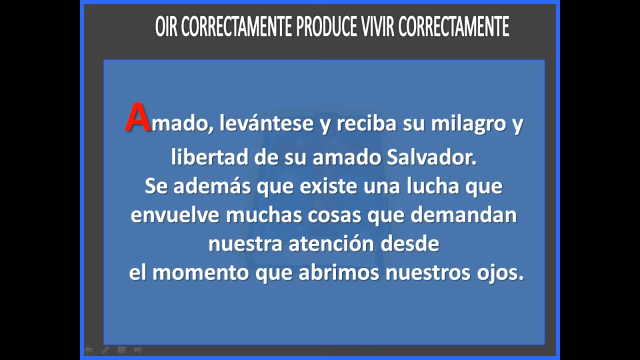 OIR CORRECTAMENTE PRODUCE VIVIR CORRECTAMENTE
Amado, levántese y reciba su milagro y
libertad de su amado Salvador.
Se además que existe una lucha que
envuelve muchas cosas que demandan
nuestra atención desde
el momento que abrimos nuestros ojos.